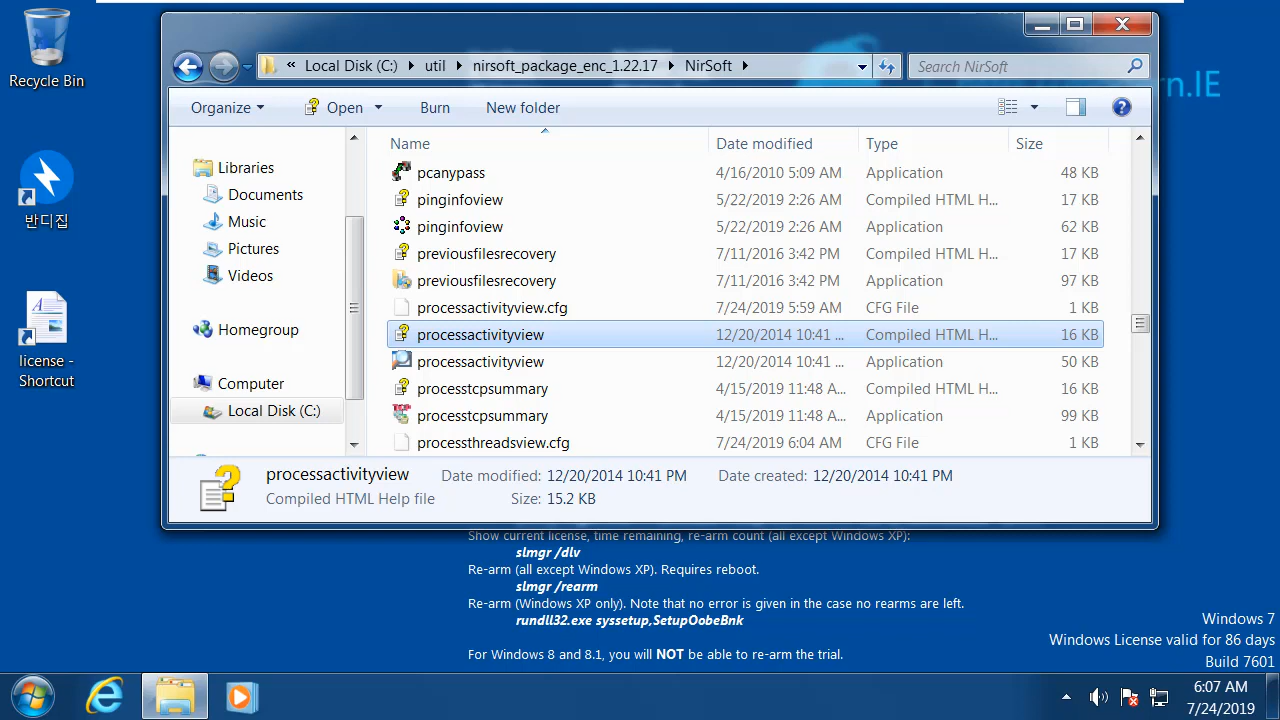 Recycle Bin
반디집
license -
Shortcut
« Local Disk (C:) util nirsoft_package_enc_1.22.17 NirSoft
Search NirSoft
rn.IE
Organize Open Burn New folder
Libraries
Documents
Music
Pictures
Videos
Homegroup
Computer
Local Disk (C:)
Name Date modified Type Size
pcanypass 4/16/2010 5:09 AM Application 48 KB
pinginfoview 5/22/2019 2:26 AM Compiled HTML H... 17 KB
pinginfoview 5/22/2019 2:26 AM Application 62 KB
previousfilesrecovery 7/11/2016 3:42 PM Compiled HTML H... 17 KB
previousfilesrecovery 7/11/2016 3:42 PM Application 97 KB
processactivityview.cfg 7/24/2019 5:59 AM CFG File 1 KB
processactivityview 12/20/2014 10:41 ... Compiled HTML H... 16 KB
processactivityview 12/20/2014 10:41 ... Application 50 KB
processtcpsummary 4/15/2019 11:48 A... Compiled HTML H... 16 KB
processtcpsummary 4/15/2019 11:48 A... Application 99 KB
processthreadsview.cfg 7/24/2019 6:04 AM CFG File 1 KB
processactivityview Date modified: 12/20/2014 10:41 PM Date created: 12/20/2014 10:41 PM
Compiled HTML Help file Size: 15.2 KB
Show current license, time remaining, re-arm count (all except Windows XP):
slmgr /dlv
Re-arm (all except Windows XP). Requires reboot.
slmgr /rearm
Re-arm (Windows XP only). Note that no error is given in the case no rearms are left.
rundll32.exe syssetup,SetupOobeBnk
For Windows 8 and 8.1, you will NOT be able to re-arm the trial.
Windows 7
Windows License valid for 86 days
Build 7601
6:07 AM
7/24/2019